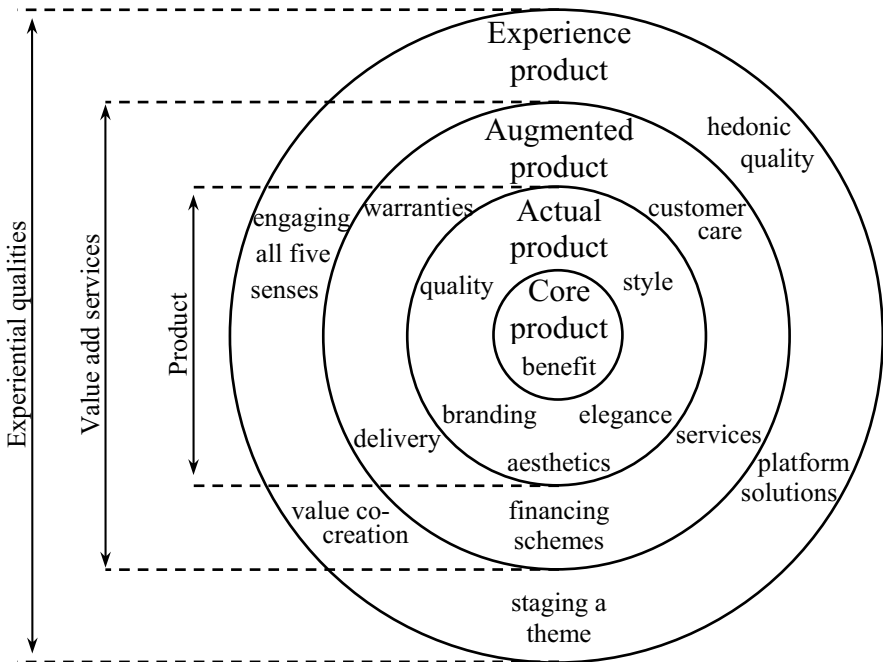 Experience
product
hedonic
quality
Augmented
product
warranties
customer
care
engaging
all five
senses
Actual
product
quality
style
Core
product
benefit
branding
elegance
delivery
services
aesthetics
platform
solutions
value co-
creation
financing
schemes
staging a
theme
Experiential qualities
Value add services
Product